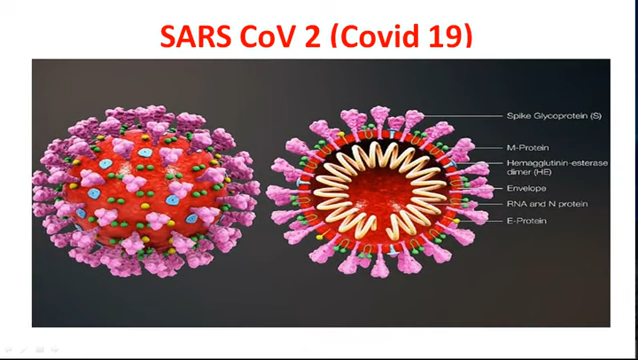 SARS CoV 2 (Covid 19)
Spike Glycoprotein (S)
M-Protein
Hemagglutinin-esterase
dimer (HE)
Envelope
RNA and N protein
E-Protein